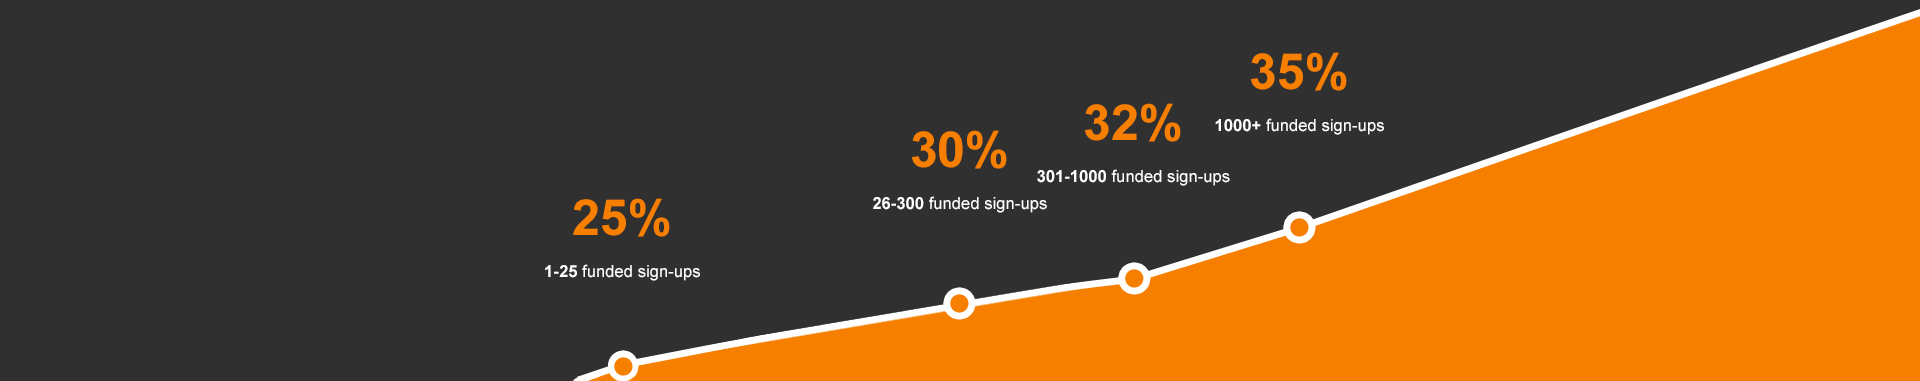 25%
1-25 funded sign-ups
30%
26-300 funded sign-ups
32%
301-1000 funded sign-ups
35%
1000+ funded sign-ups